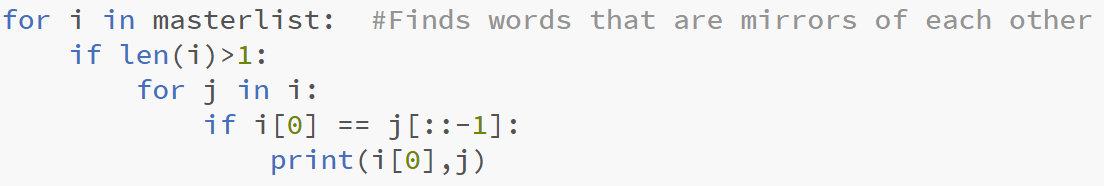 for i in masterlist:  #Finds words that are mirrors of each other
    if len(i)>1:
        for j in i:
            if i[0] == j[::-1]:
                print(i[0],j)